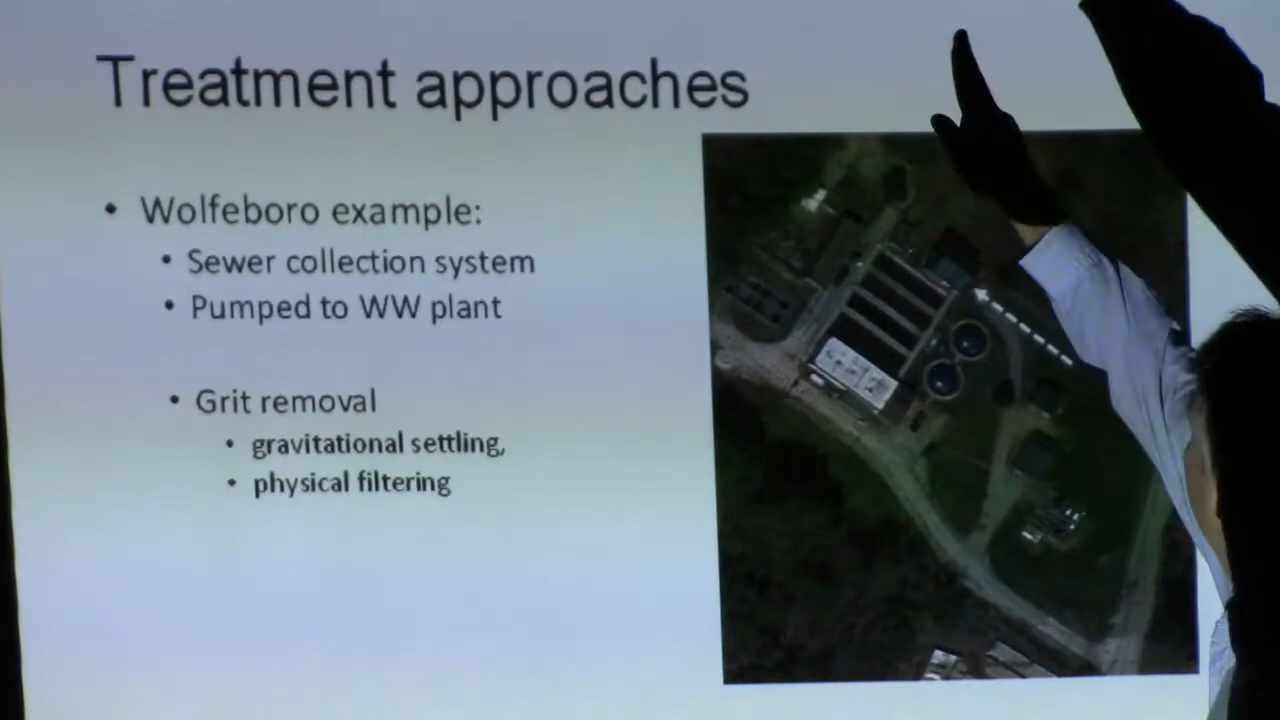 Treatment approaches
• Wolfeboro example:
• Sewer collection system
• Pumped to WW plant
• Grit removal
• gravitational settling,
• physical filtering